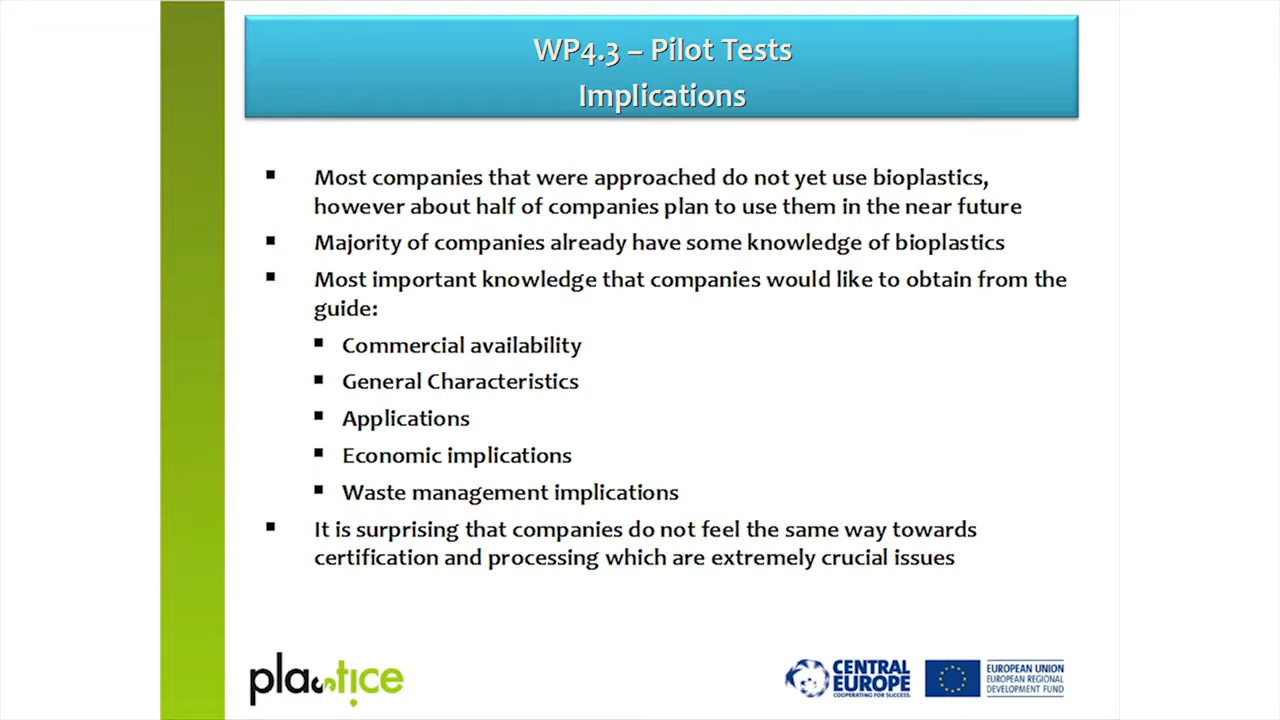 WP4.3 – Pilot Tests
Implications
Most companies that were approached do not yet use bioplastics,
however about half of companies plan to use them in the near future
Majority of companies already have some knowledge of bioplastics
Most important knowledge that companies would like to obtain from the
guide:
Commercial availability
General Characteristics
Applications
Economic implications
Waste management implications
It is surprising that companies do not feel the same way towards
certification and processing which are extremely crucial issues
plastice
CENTRAL
EUROPE
COOPERATING FOR SUCCESS.
EUROPEAN UNION
EUROPEAN REGIONAL
DEVELOPMENT FUND